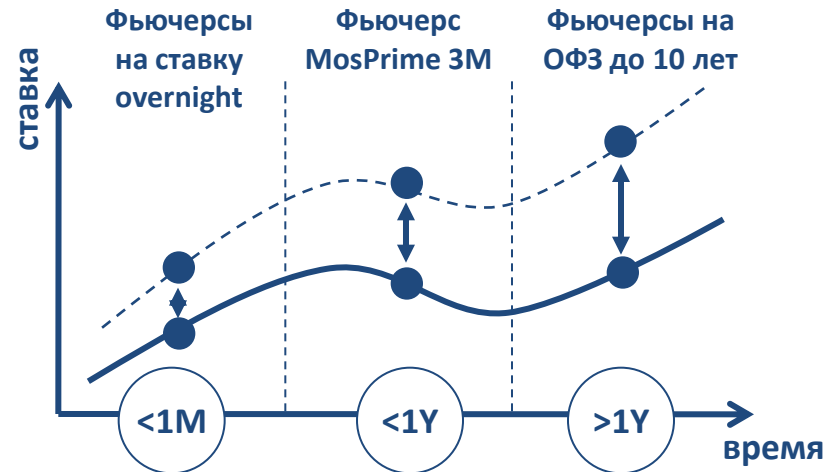 Фьючерсы
на ставку
overnight
Фьючерс
MosPrime 3M
Фьючерсы на
ОФЗ до 10 лет
ставка
<1M
<1Y
>1Y
время